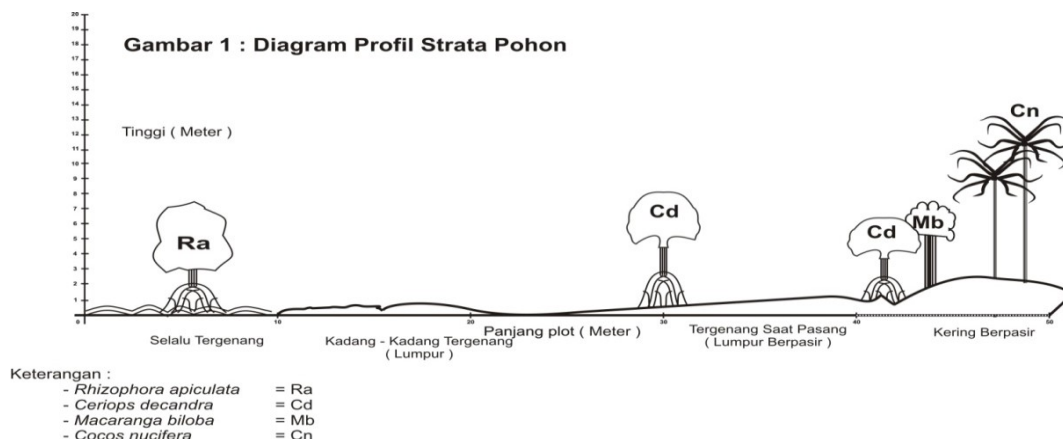 20
19
18
17
16
15
14
13
12
11
10
9
8
7
6
5
4
3
2
1
Gambar 1 : Diagram Profil Strata Pohon
Tinggi ( Meter )
Cn
Ra
Cd
Cd
Mb
0
10
20
30
40
50
Panjang plot ( Meter )
Selalu Tergenang
Kadang - Kadang Tergenang
( Lumpur )
Tergenang Saat Pasang
( Lumpur Berpasir )
Kering Berpasir
Keterangan :
- Rhizophora apiculata = Ra
- Ceriops decandra = Cd
- Macaranga biloba = Mb
- Cocos nucifera = Cn